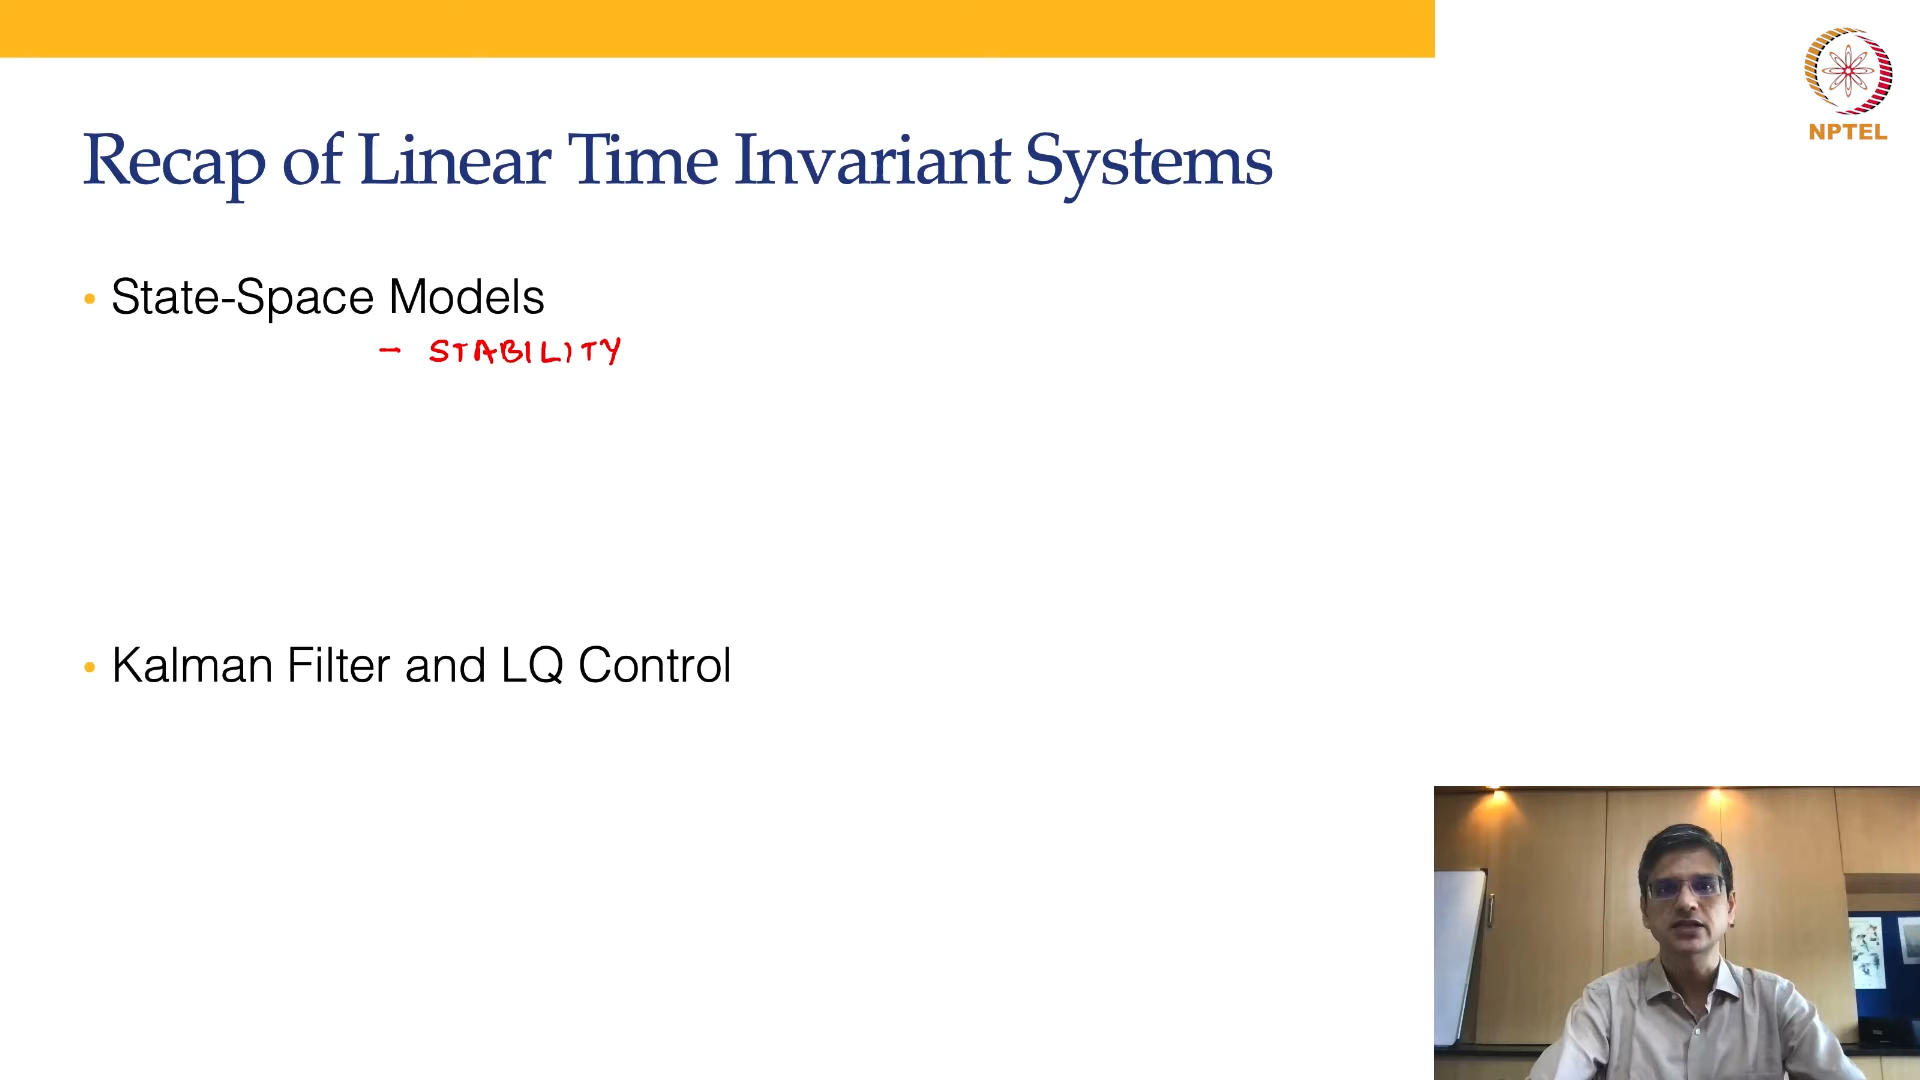 NPTEL
Recap of Linear Time Invariant Systems
• State-Space Models
- STABILITY
• Kalman Filter and LQ Control